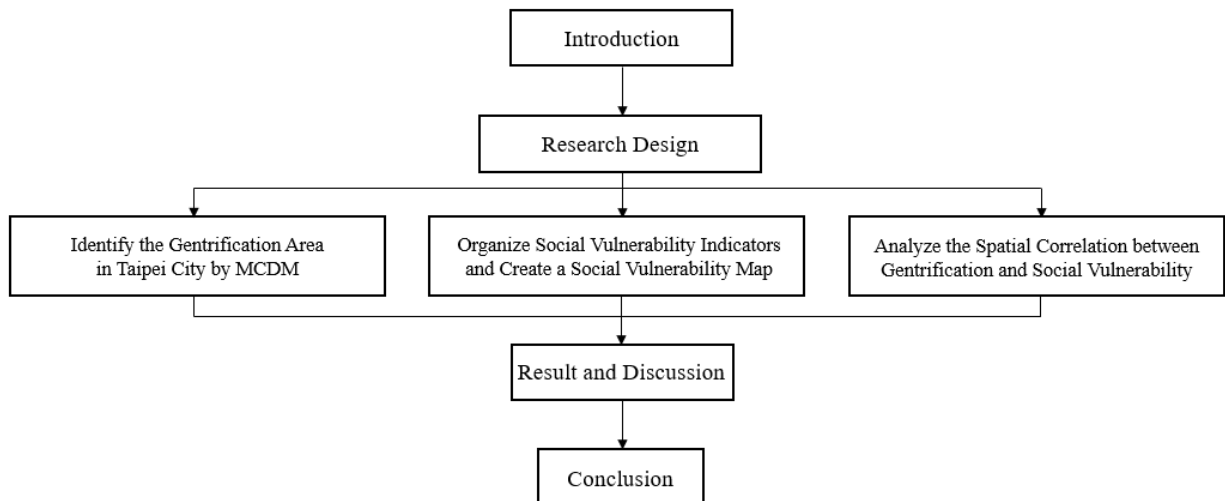 Introduction
Research Design
Identify the Gentrification Area
in Taipei City by MCDM
Organize Social Vulnerability Indicators
and Create a Social Vulnerability Map
Analyze the Spatial Correlation between
Gentrification and Social Vulnerability
Result and Discussion
Conclusion